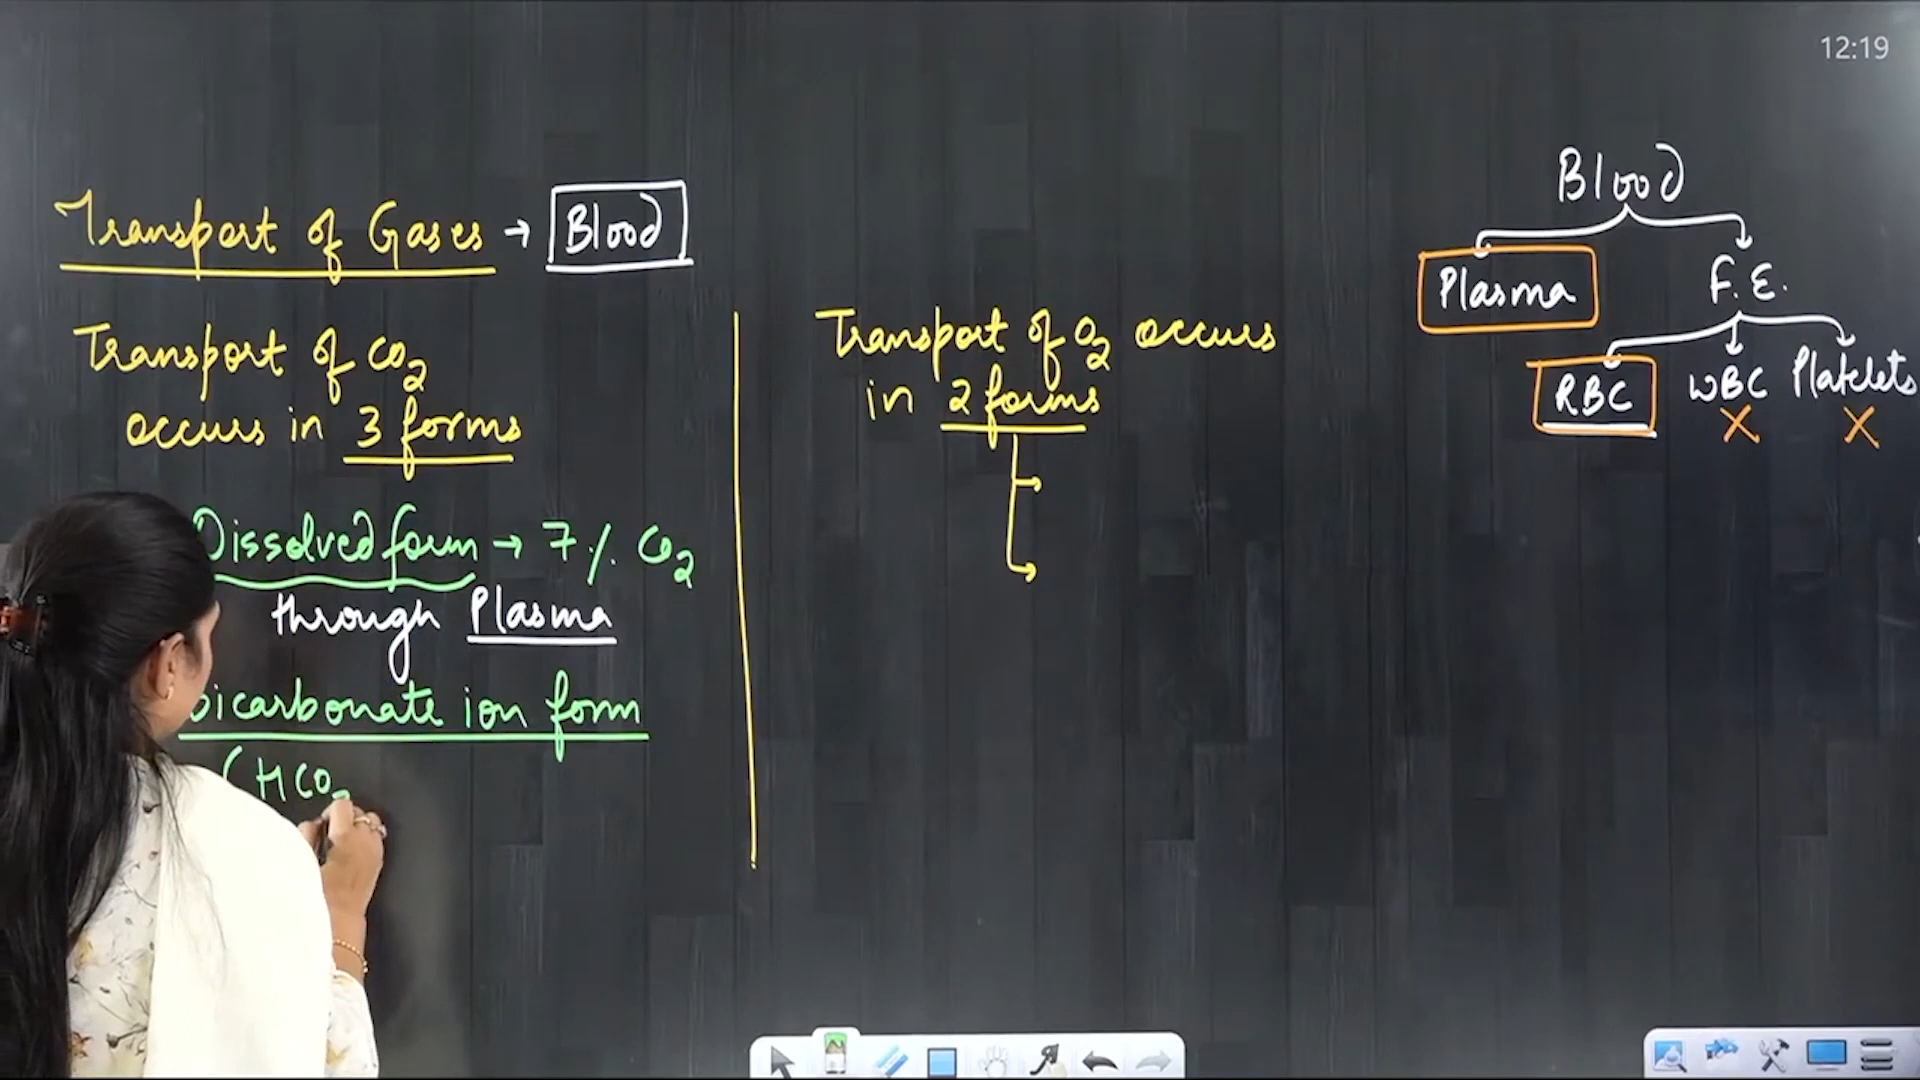 12:19
Transport of Gases → Blood
Transport of CO2
occurs in 3 forms
Dissolved form → 7% CO2
through Plasma
bicarbonate ion form
(HCO3
Transport of O2 occurs
in 2 forms
Blood
Plasma F.E.
RBC WBC Platelets
X X